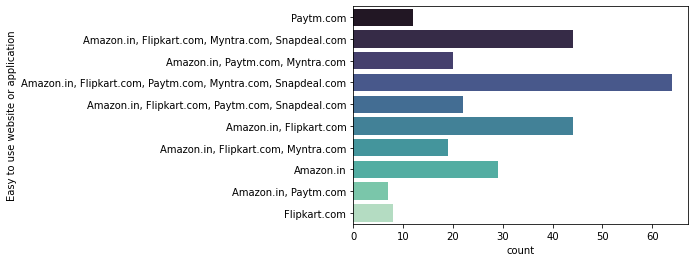 Easy to use website or application
Paytm.com
Amazon.in, Flipkart.com, Myntra.com, Snapdeal.com
Amazon.in, Paytm.com, Myntra.com
Amazon.in, Flipkart.com, Paytm.com, Myntra.com, Snapdeal.com
Amazon.in, Flipkart.com, Paytm.com, Snapdeal.com
Amazon.in, Flipkart.com
Amazon.in, Flipkart.com, Myntra.com
Amazon.in
Amazon.in, Paytm.com
Flipkart.com
0 10 20 30 40 50 60
count